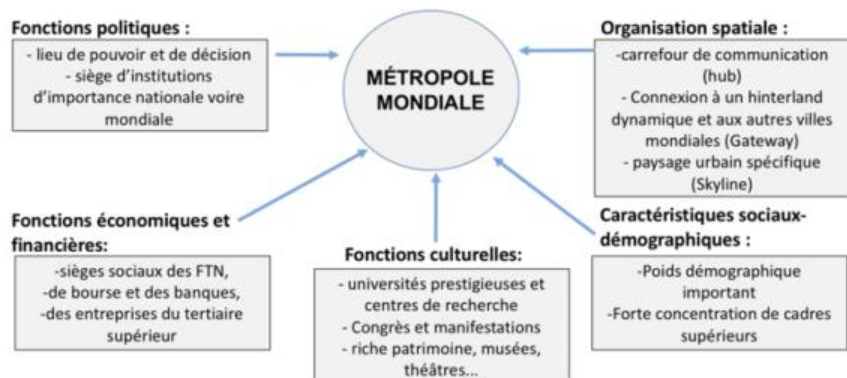 Fonctions politiques :
- lieu de pouvoir et de décision
- siège d'institutions
d'importance nationale voire
mondiale
MÉTROPOLE
MONDIALE
Organisation spatiale :
-carrefour de communication
(hub)
- Connexion à un hinterland
dynamique et aux autres villes
mondiales (Gateway)
- paysage urbain spécifique
(Skyline)
Fonctions économiques et
financières:
-sièges sociaux des FTN,
-de bourse et des banques,
-des entreprises du tertiaire
supérieur
Fonctions culturelles:
- universités prestigieuses et
centres de recherche
- Congrès et manifestations
- riche patrimoine, musées,
théâtres...
Caractéristiques sociaux-
démographiques :
-Poids démographique
important
-Forte concentration de cadres
supérieurs